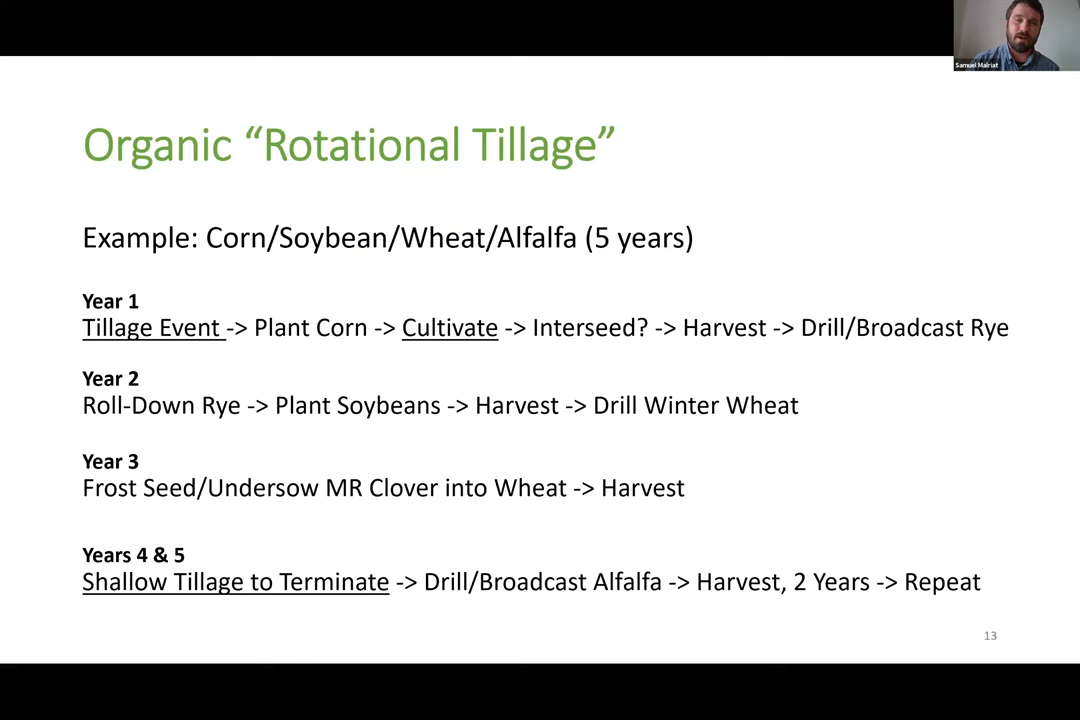 Samuel Malriat
Organic “Rotational Tillage”
Example: Corn/Soybean/Wheat/Alfalfa (5 years)
Year 1
Tillage Event -> Plant Corn -> Cultivate -> Interseed? -> Harvest -> Drill/Broadcast Rye
Year 2
Roll-Down Rye -> Plant Soybeans -> Harvest -> Drill Winter Wheat
Year 3
Frost Seed/Undersow MR Clover into Wheat -> Harvest
Years 4 & 5
Shallow Tillage to Terminate -> Drill/Broadcast Alfalfa -> Harvest, 2 Years -> Repeat
13